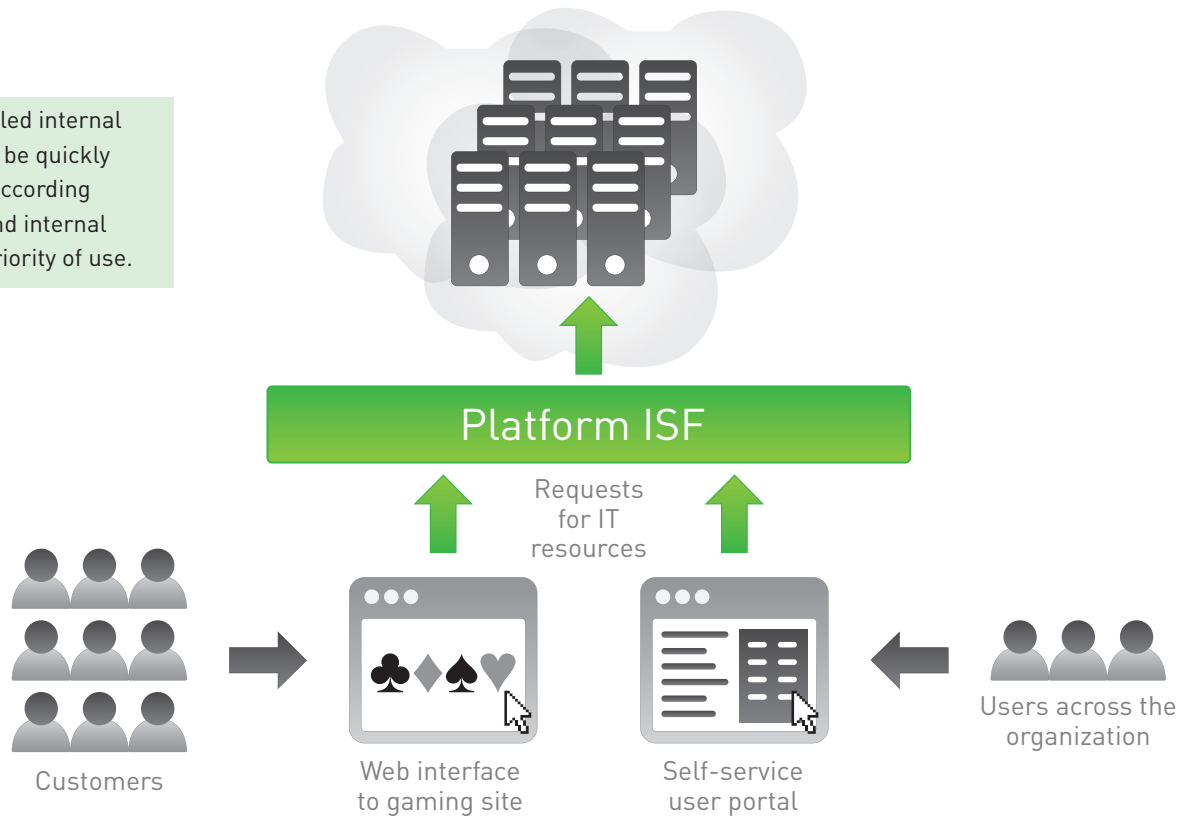 led internal
be quickly
ccording
nd internal
riority of use.
Platform ISF
Requests
for IT
resources
Customers
Web interface
to gaming site
Self-service
user portal
Users across the
organization